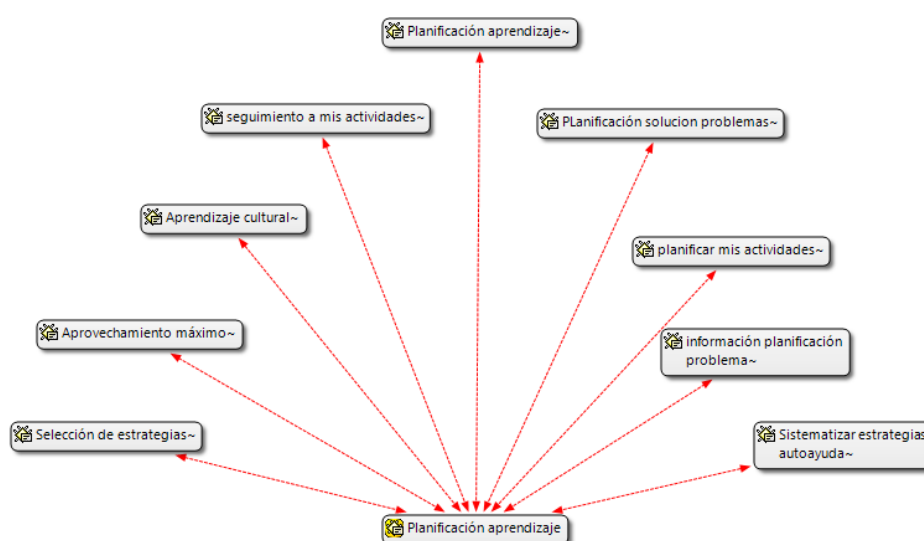 Planificación aprendizaje~
seguimiento a mis actividades~
PLanificación solucion problemas~
Aprendizaje cultural~
planificar mis actividades~
Aprovechamiento máximo~
información planificación
problema~
Selección de estrategias~
Sistematizar estrategias
autoayuda~
Planificación aprendizaje